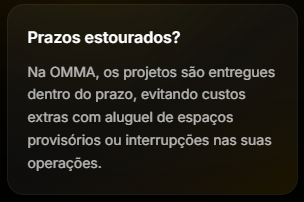 Prazos estourados?
Na OMMA, os projetos são entregues
dentro do prazo, evitando custos
extras com aluguel de espaços
provisórios ou interrupções nas suas
operações.